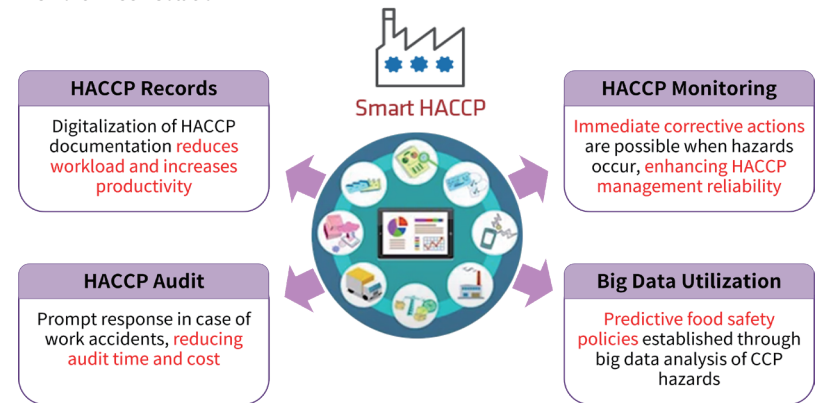 Smart HACCP
HACCP Records
Digitalization of HACCP
documentation reduces
workload and increases
productivity
HACCP Monitoring
Immediate corrective actions
are possible when hazards
occur, enhancing HACCP
management reliability
HACCP Audit
Prompt response in case of
work accidents, reducing
audit time and cost
Big Data Utilization
Predictive food safety
policies established through
big data analysis of CCP
hazards